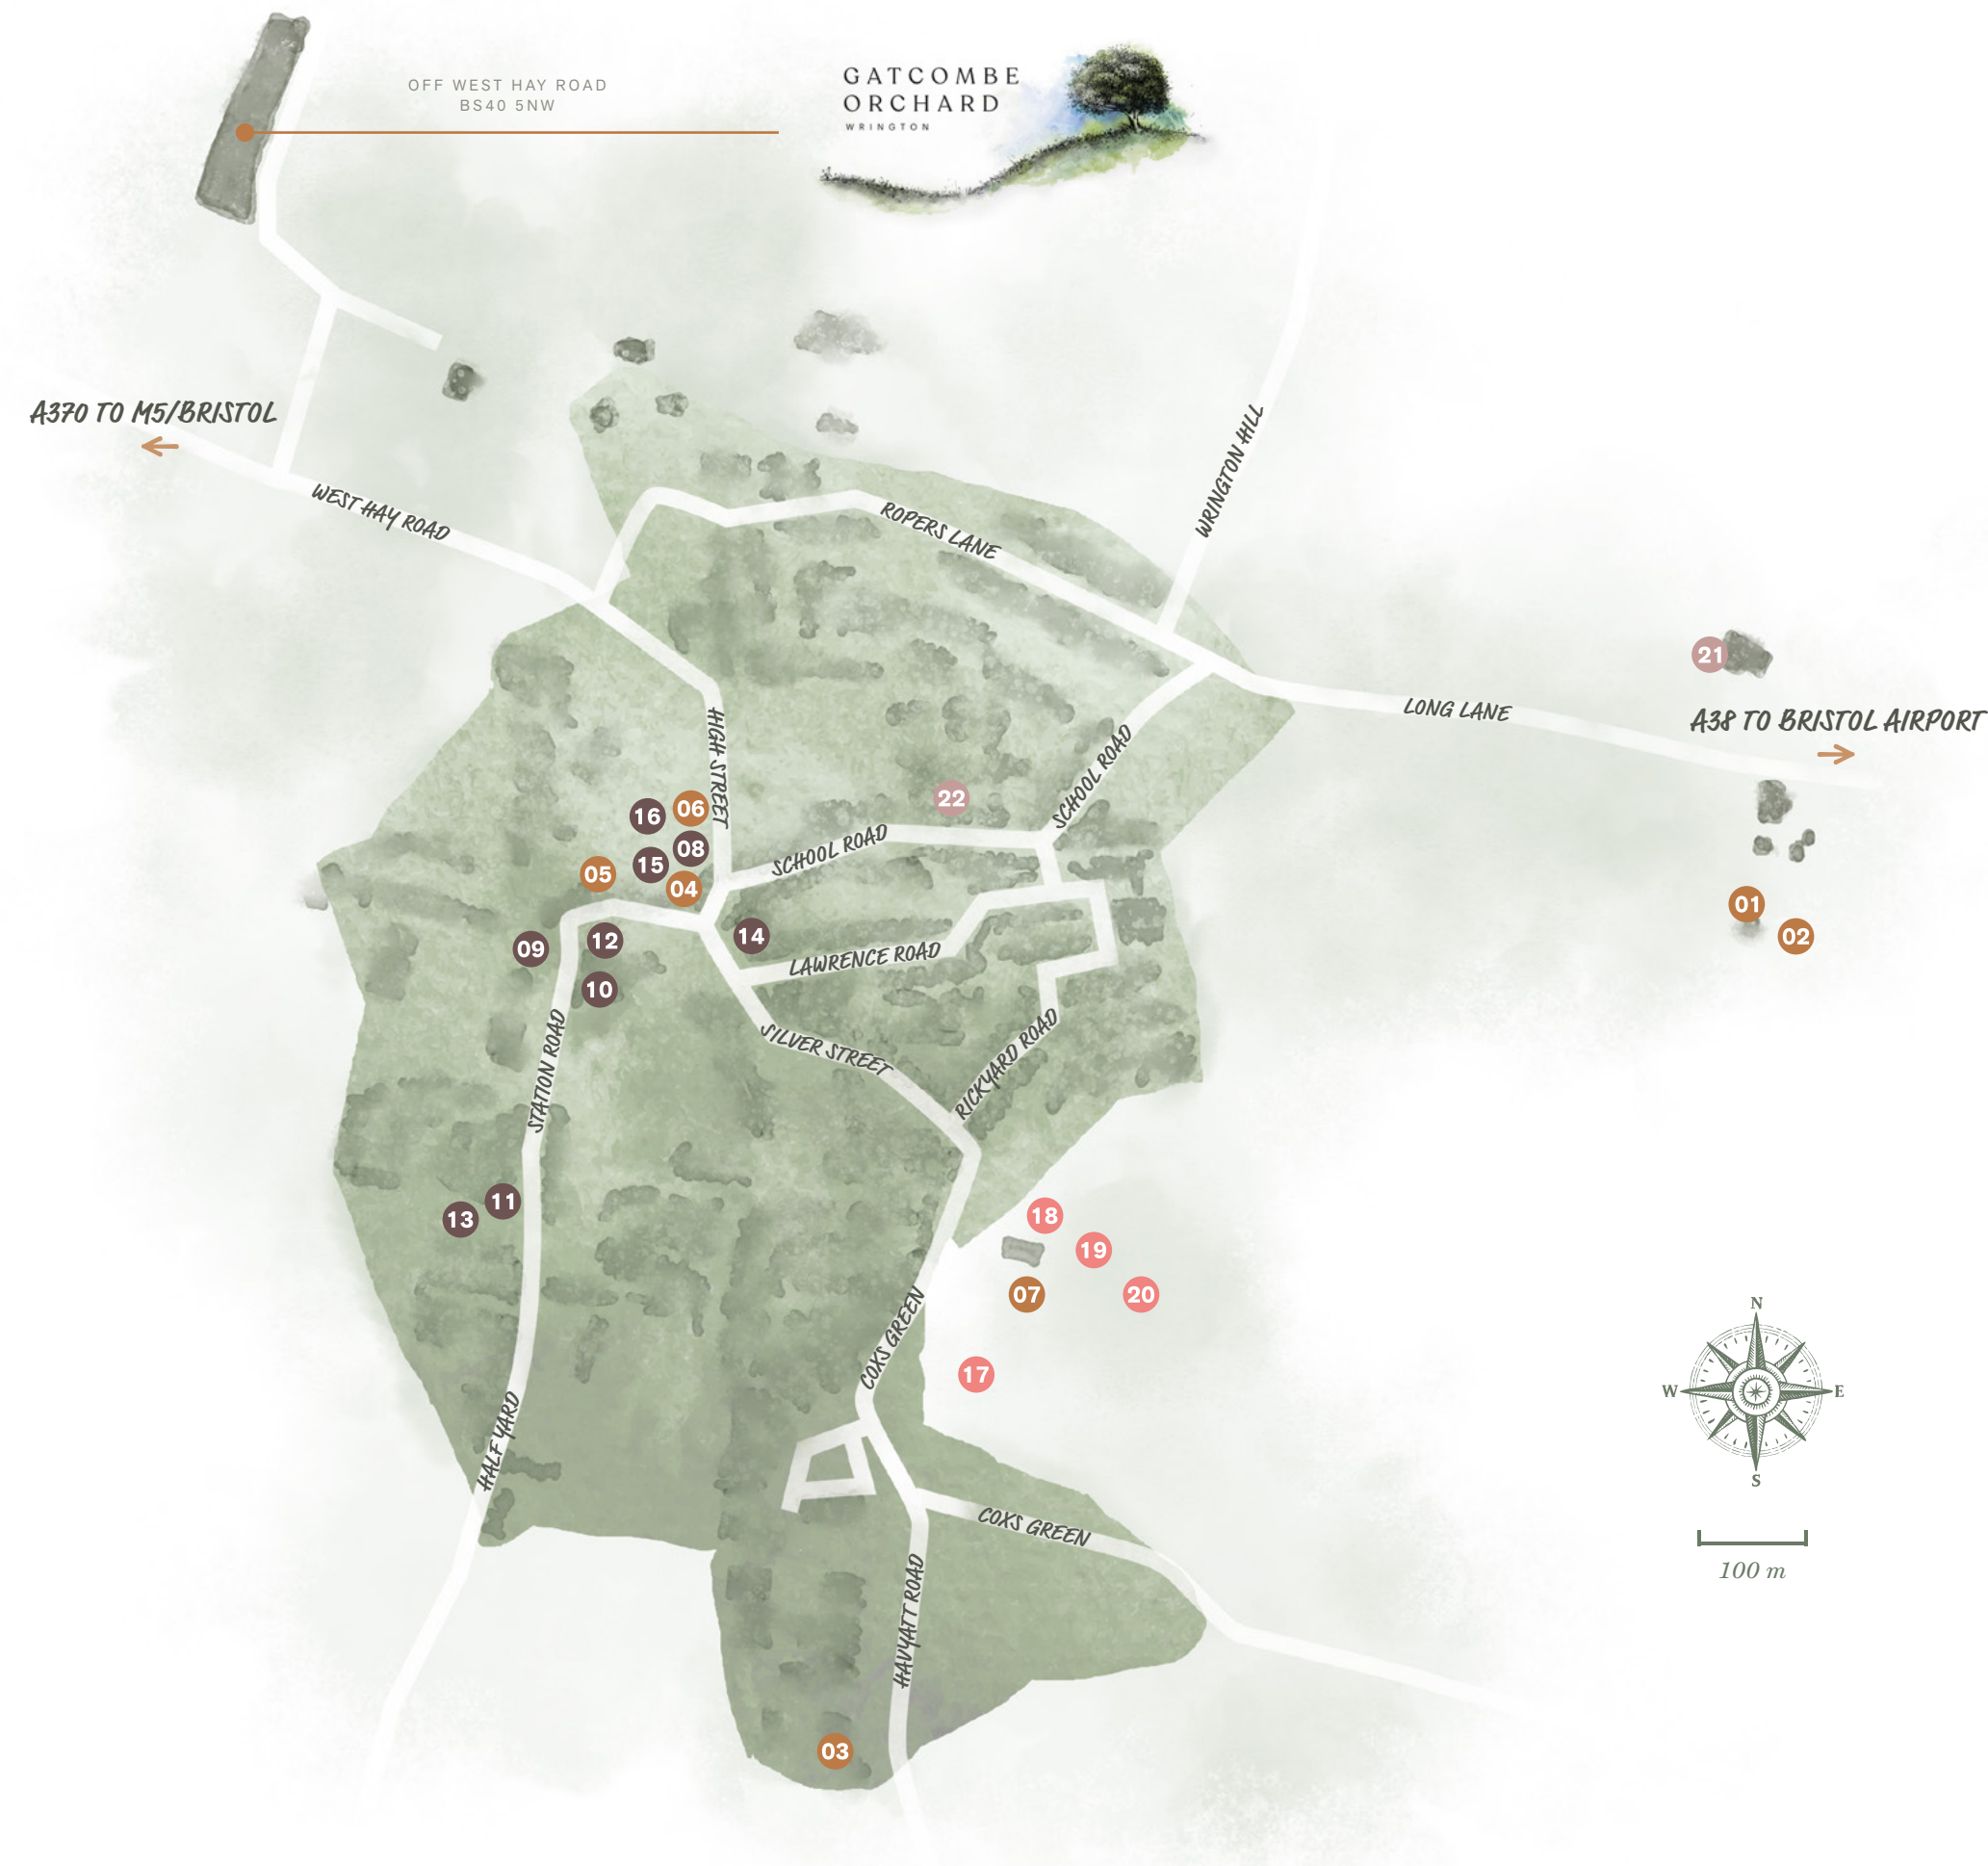 OFF WEST HAY ROAD
BS40 5NW
GATCOMBE
ORCHARD
WRINGTON
A370 TO M5/BRISTOL
WEST HAY ROAD
ROPERS LANE
WRINGTON HILL
21
LONG LANE
A38 TO BRISTOL AIRPORT
HIGH STREET
SCHOOL ROAD
22
16
06
08
15
SCHOOL ROAD
05
04
01
02
09
12
14
LAWRENCE ROAD
10
STATION ROAD
SILVER STREET
RICKYARD ROAD
11
13
18
19
07
20
COXS GREEN
17
N
W
E
S
HALF YARD
COXS GREEN
100 m
HAVYATT ROAD
03